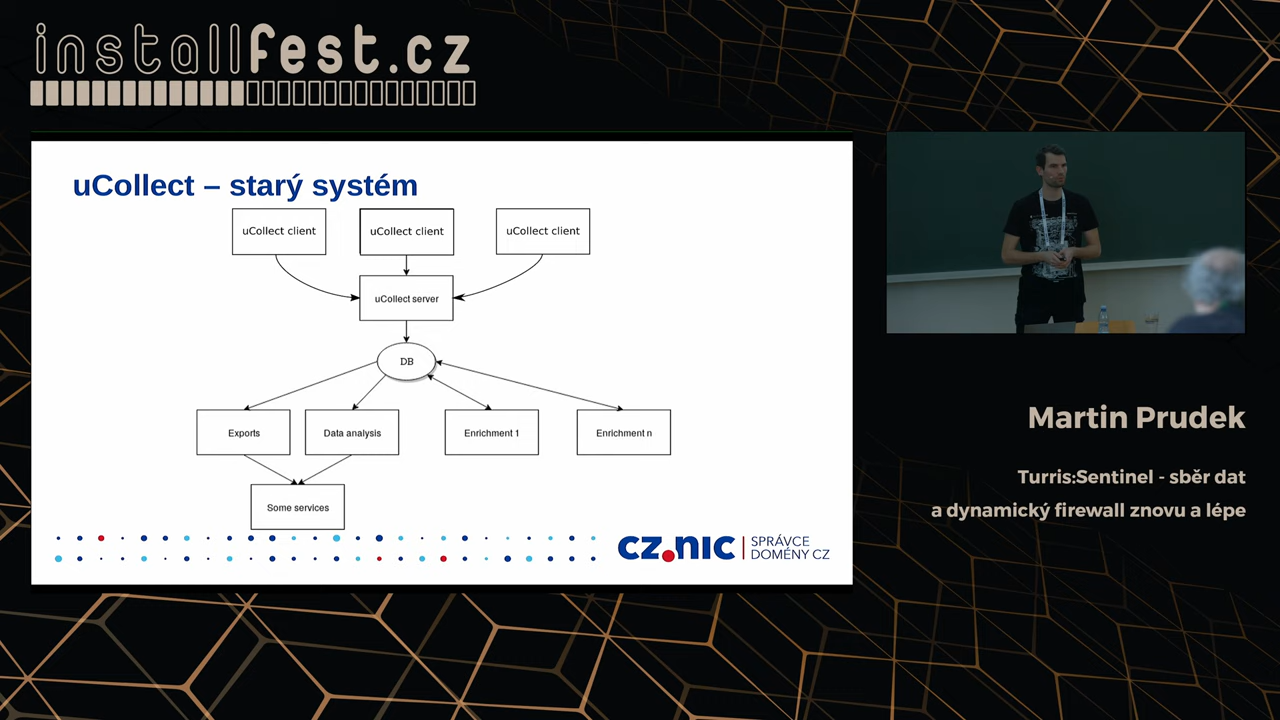 installfest.cz
uCollect – starý systém
uCollect client
uCollect client
uCollect client
uCollect server
DB
Exports
Data analysis
Enrichment 1
Enrichment n
Some services
CZ.NIC
SPRÁVCE
DOMÉNY CZ
Martin Prudek
Turris:Sentinel - sběr dat
a dynamický firewall znovu a lépe